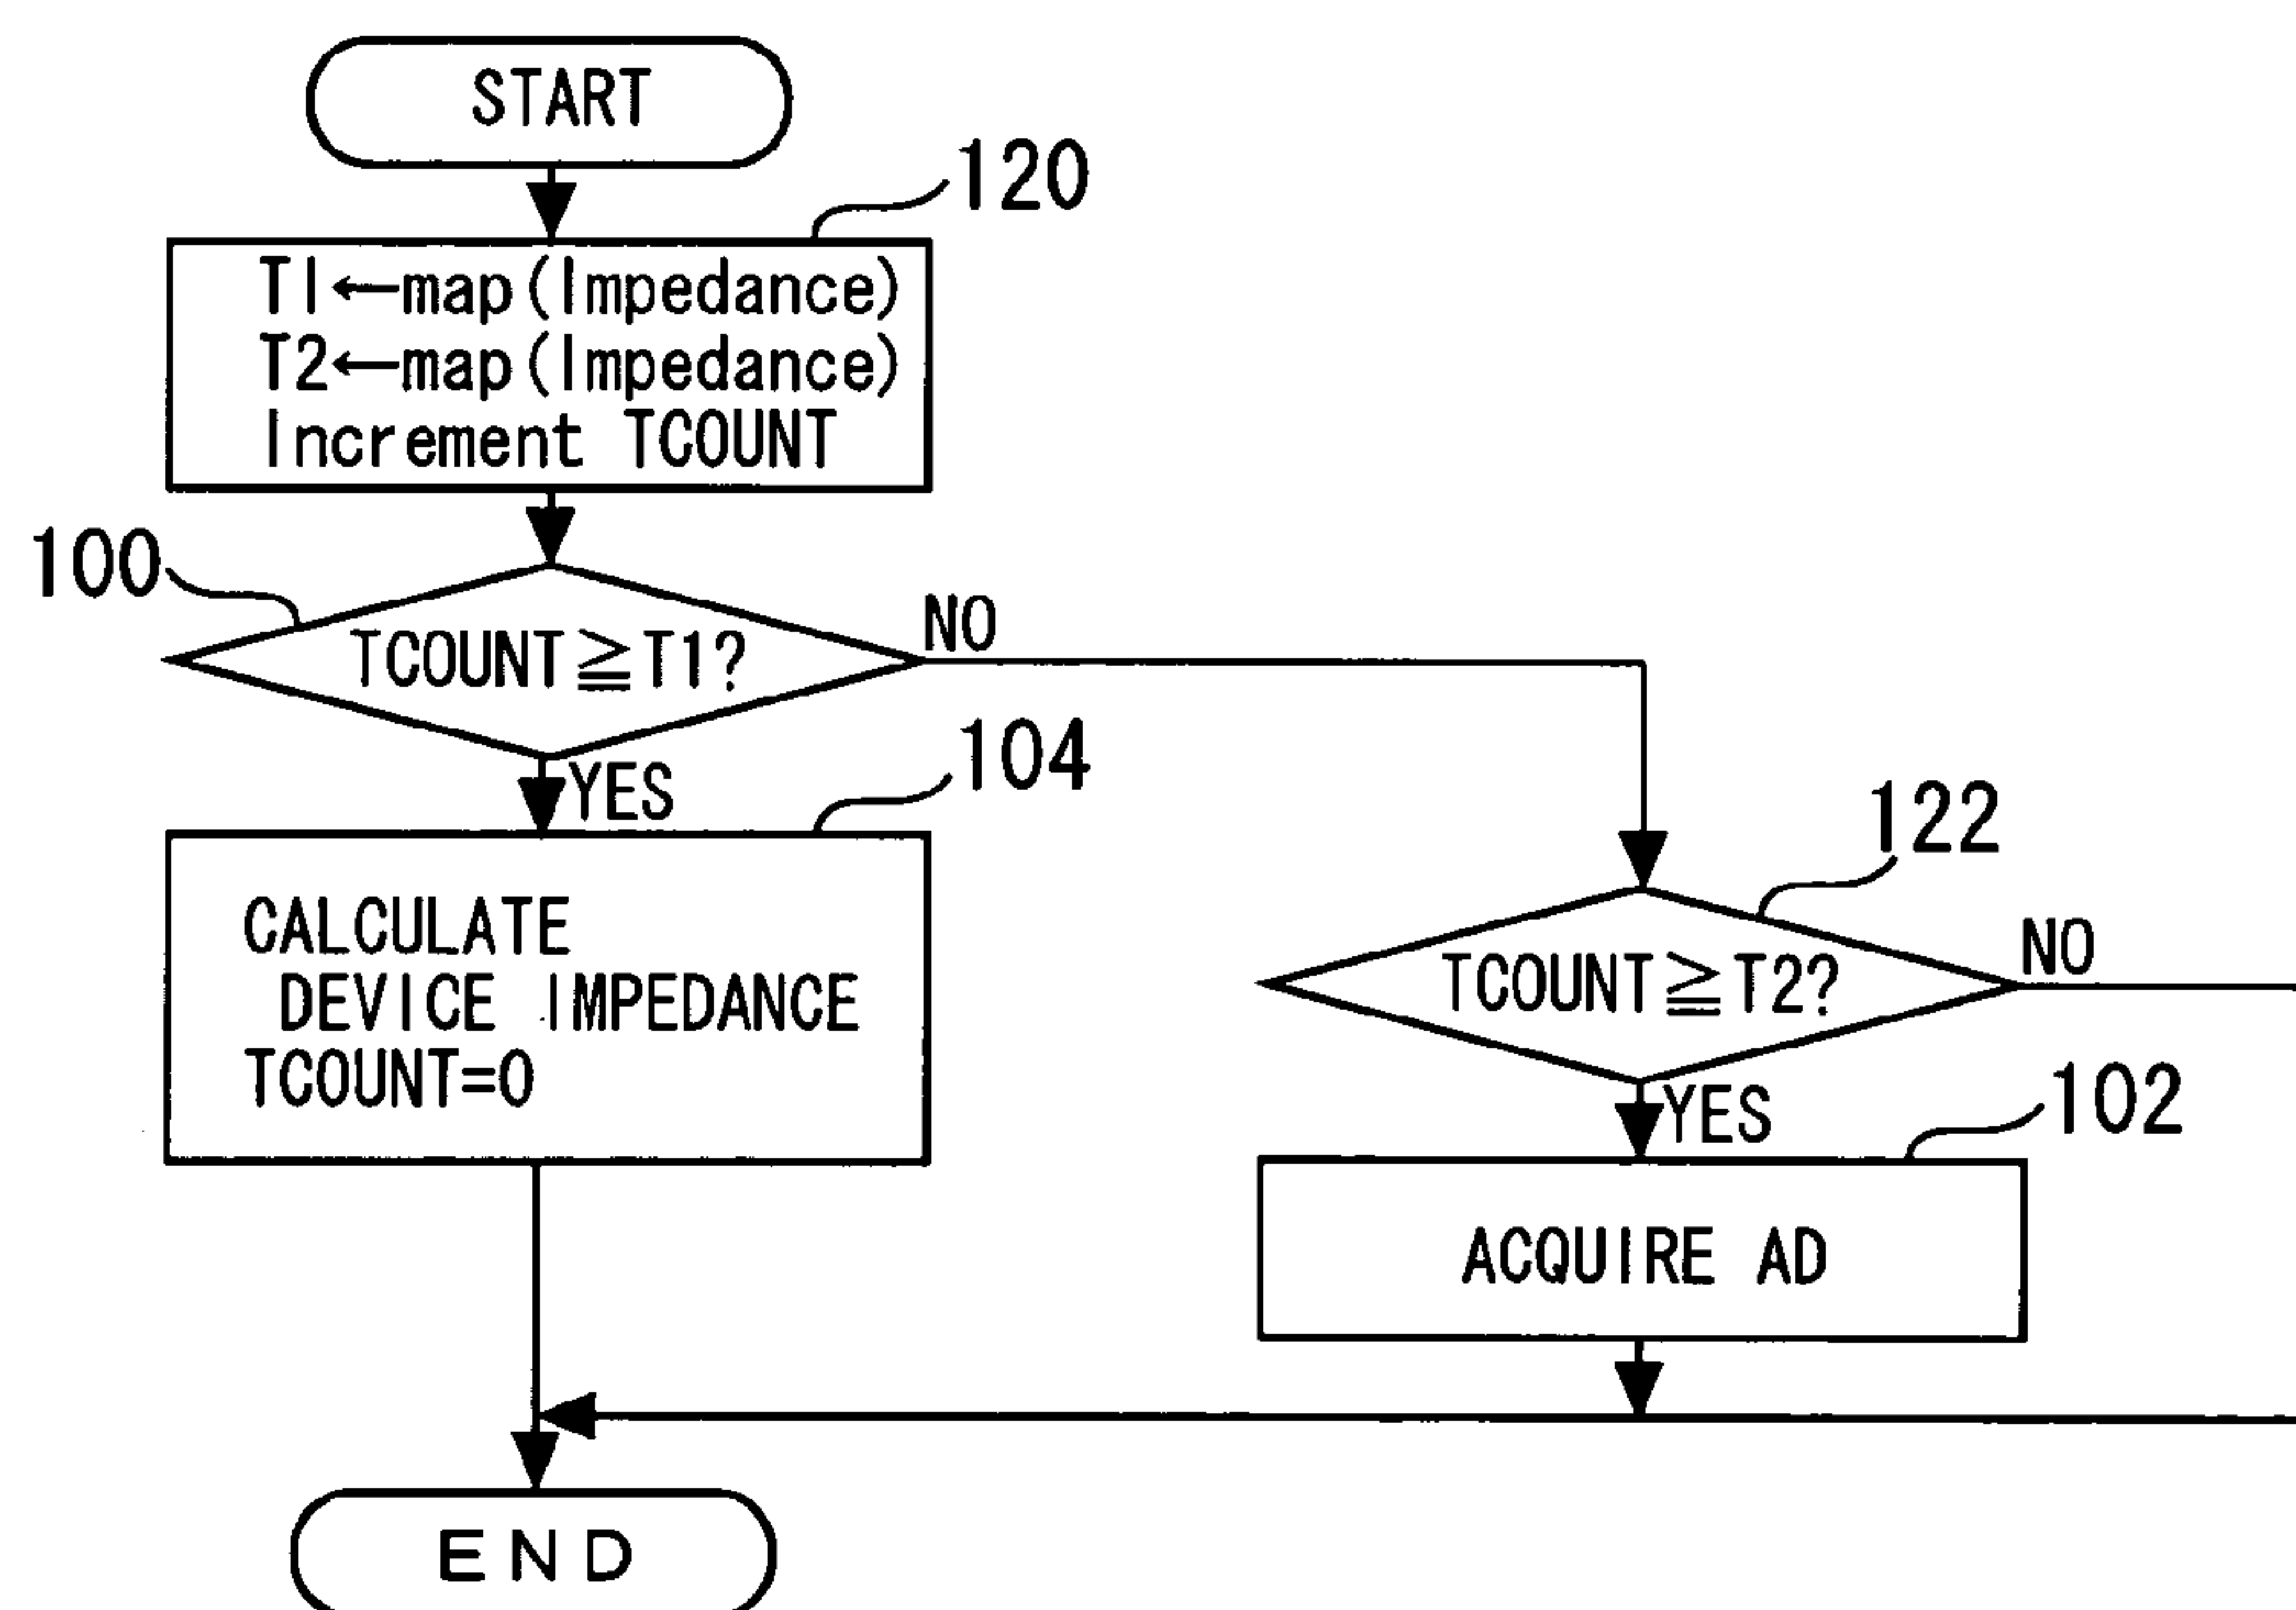 START
120
T1←map(Impedance)
T2←map(Impedance)
Increment TCOUNT
100
TCOUNT≧T1?
NO
YES
104
CALCULATE
DEVICE IMPEDANCE
TCOUNT=0
122
TCOUNT≧T2?
NO
YES
102
ACQUIRE AD
END